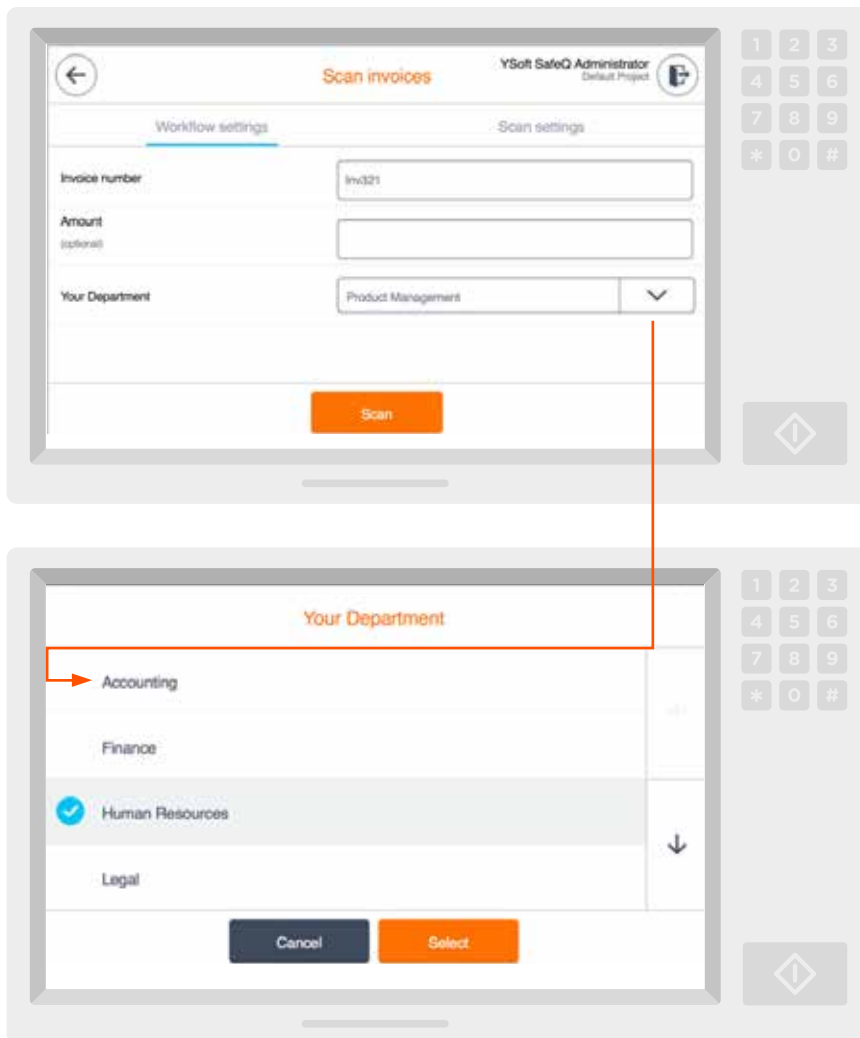 Scan invoices
YSoft SafeQ Administrator
Default Project
Workflow settings
Scan settings
Invoice number
Inv321
Amount
(optional)
Your Department
Product Management
Scan
1 2 3
4 5 6
7 8 9
* 0 #
Your Department
Accounting
Finance
Human Resources
Legal
Cancel
Select
1 2 3
4 5 6
7 8 9
* 0 #